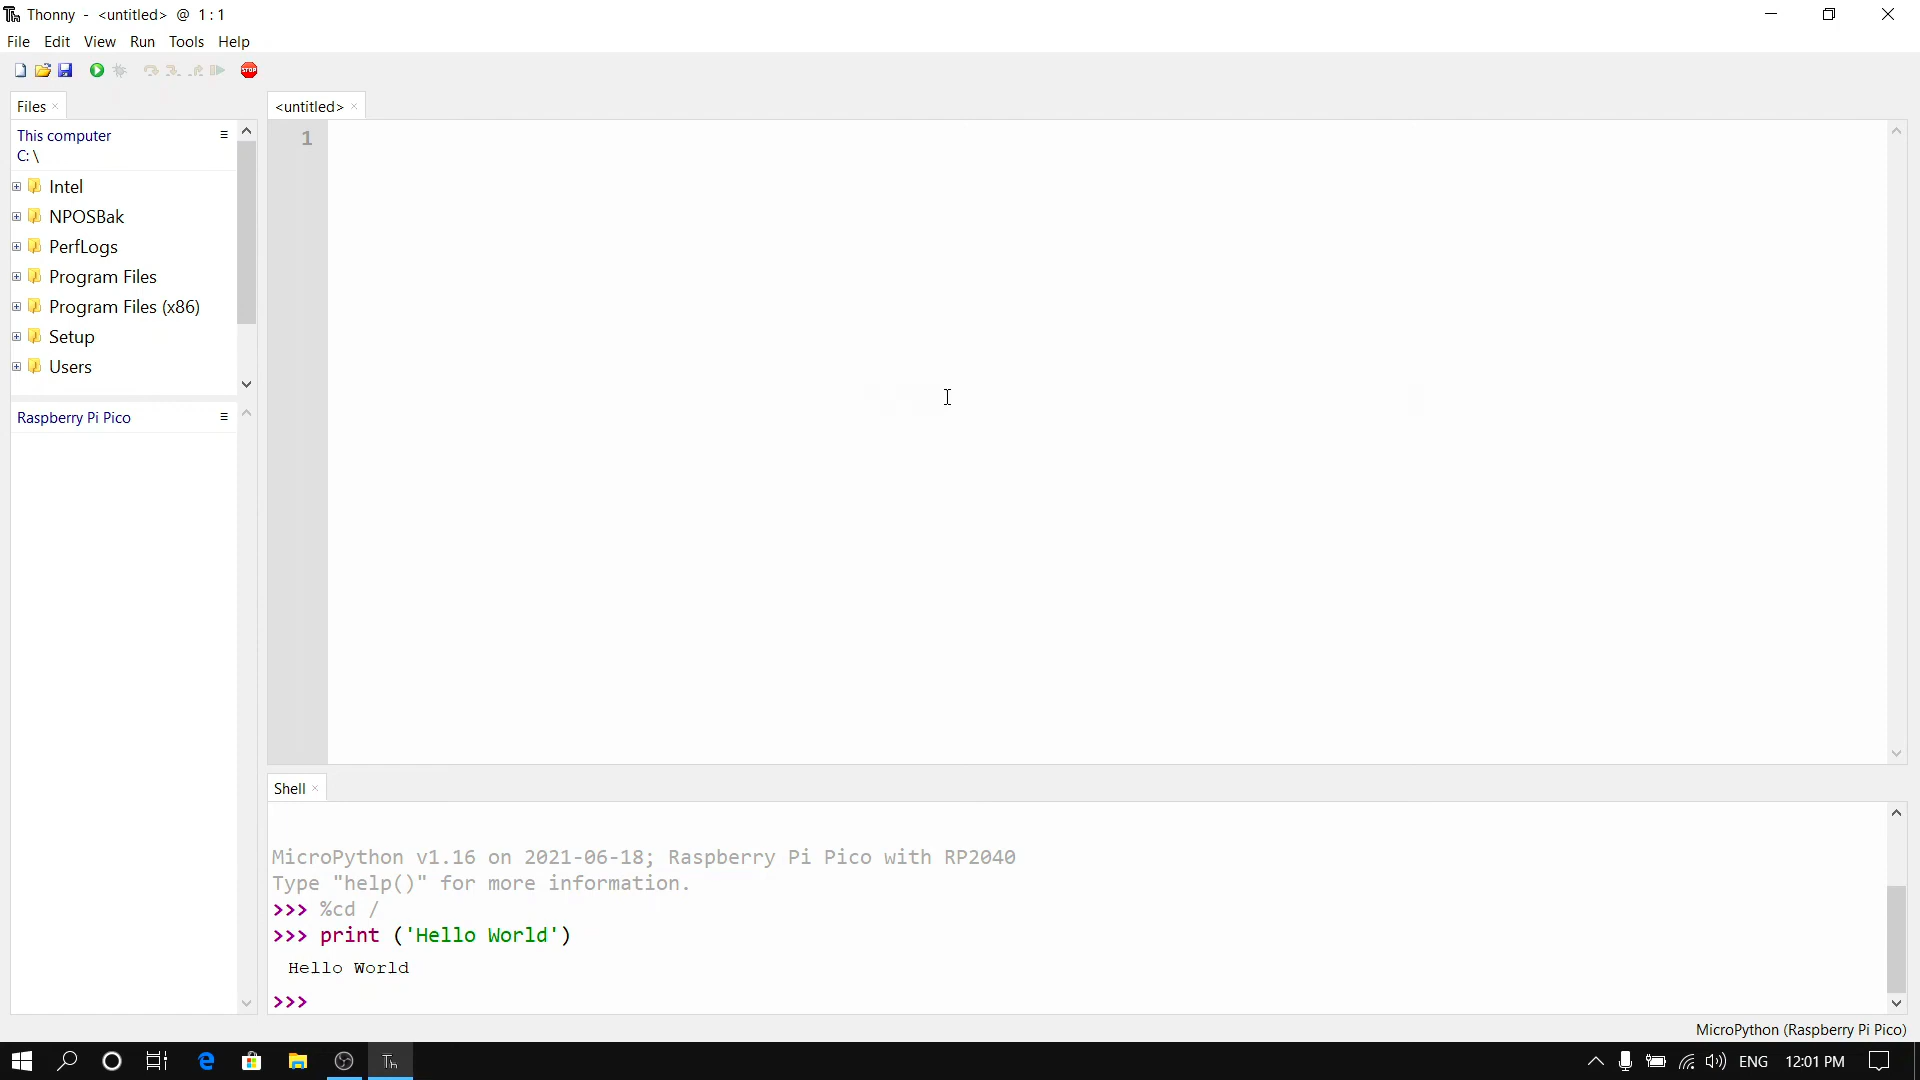 Thonny - <untitled> @ 1 : 1
File Edit View Run Tools Help
STOP
Files
<untitled>
This computer
C: \
1
Intel
NPOSBak
PerfLogs
Program Files
Program Files (x86)
Setup
Users
Raspberry Pi Pico
Shell
MicroPython v1.16 on 2021-06-18; Raspberry Pi Pico with RP2040
Type "help()" for more information.
>>> %cd /
>>> print ('Hello World')
Hello World
>>>
MicroPython (Raspberry Pi Pico)
Th
ENG 12:01 PM